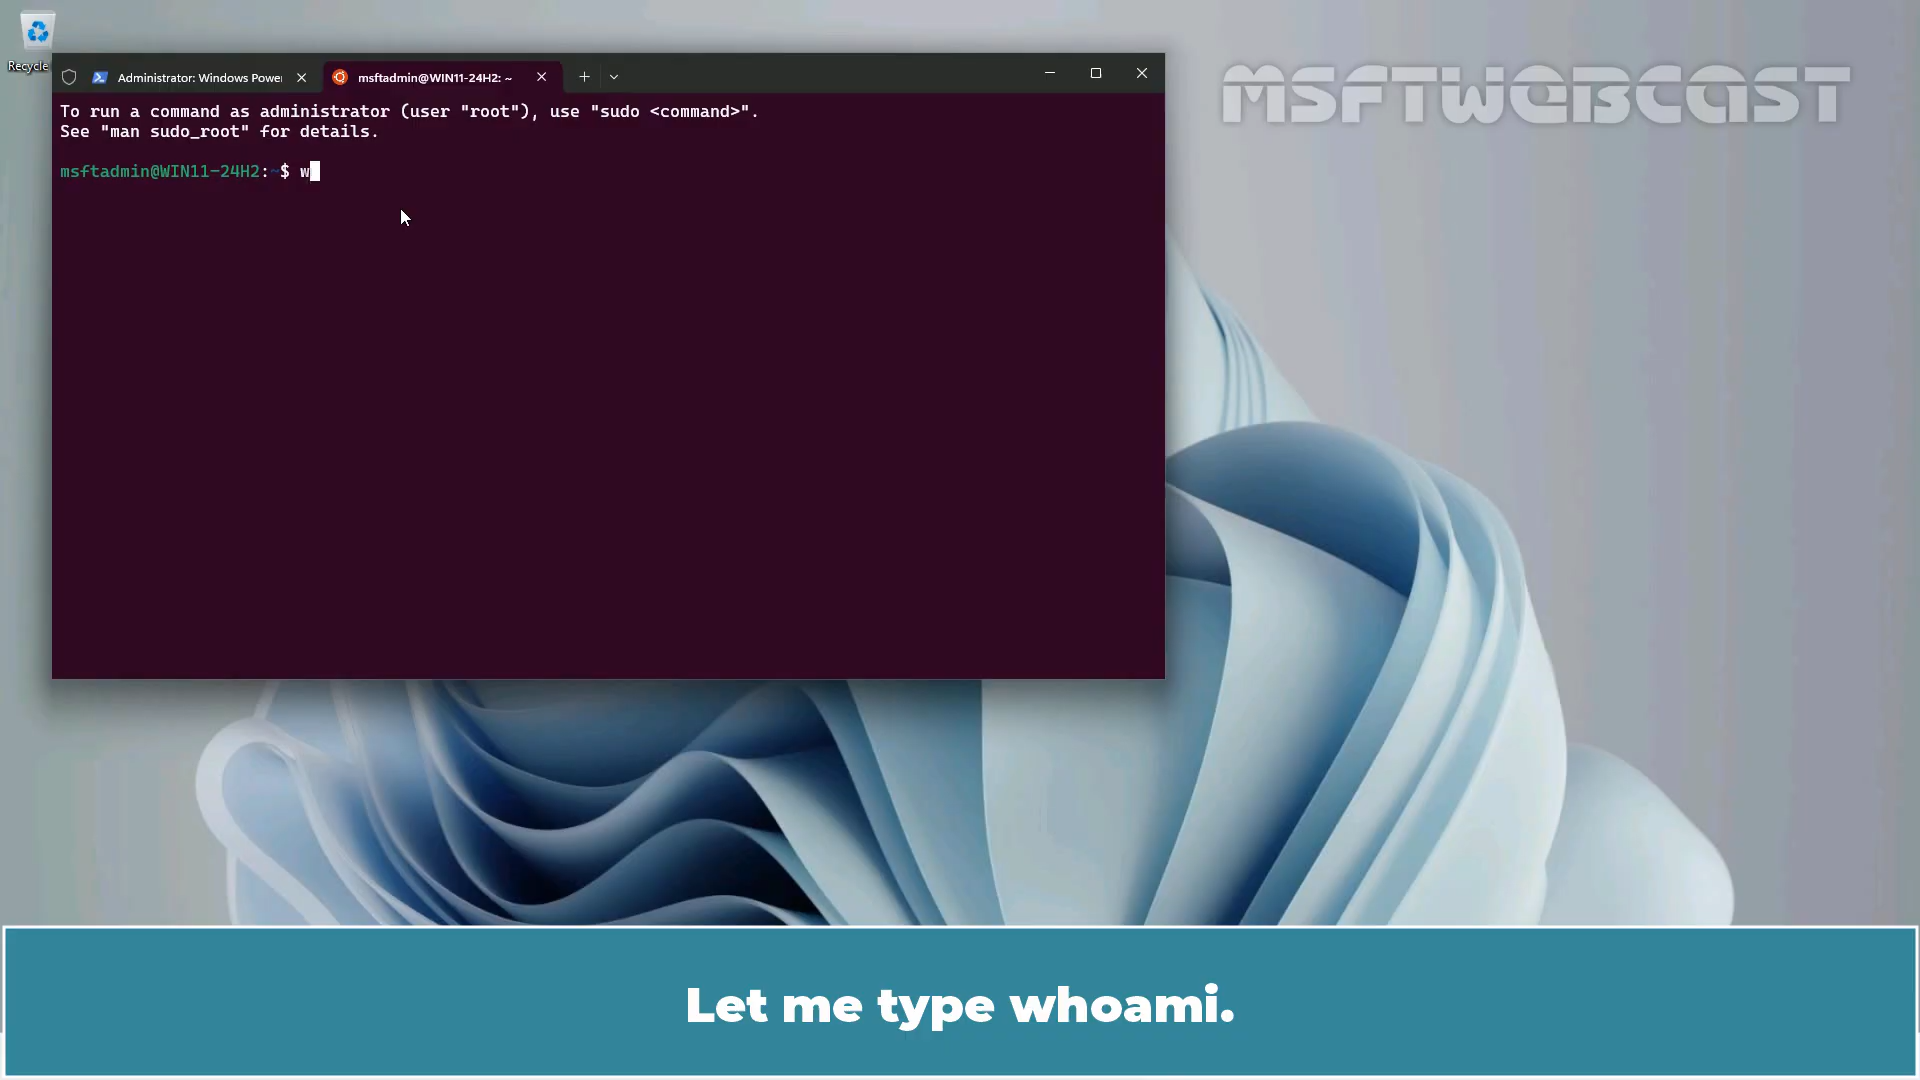 MSFTWEBCAST
Recycle
Administrator: Windows Power
msftadmin@WIN11-24H2: ~
To run a command as administrator (user "root"), use "sudo <command>".
See "man sudo_root" for details.
msftadmin@WIN11-24H2:~$ w
Let me type whoami.